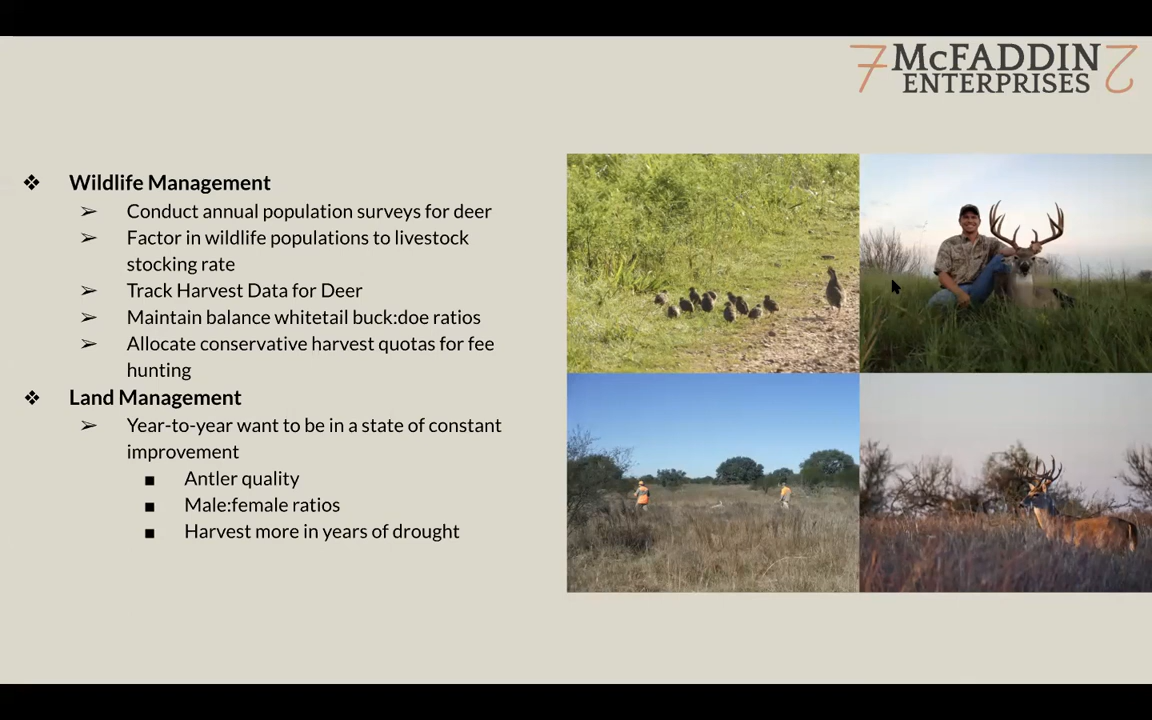 McFADDIN
ENTERPRISES
❖ Wildlife Management
➢ Conduct annual population surveys for deer
➢ Factor in wildlife populations to livestock
stocking rate
➢ Track Harvest Data for Deer
➢ Maintain balance whitetail buck:doe ratios
➢ Allocate conservative harvest quotas for fee
hunting
❖ Land Management
➢ Year-to-year want to be in a state of constant
improvement
■ Antler quality
■ Male:female ratios
■ Harvest more in years of drought